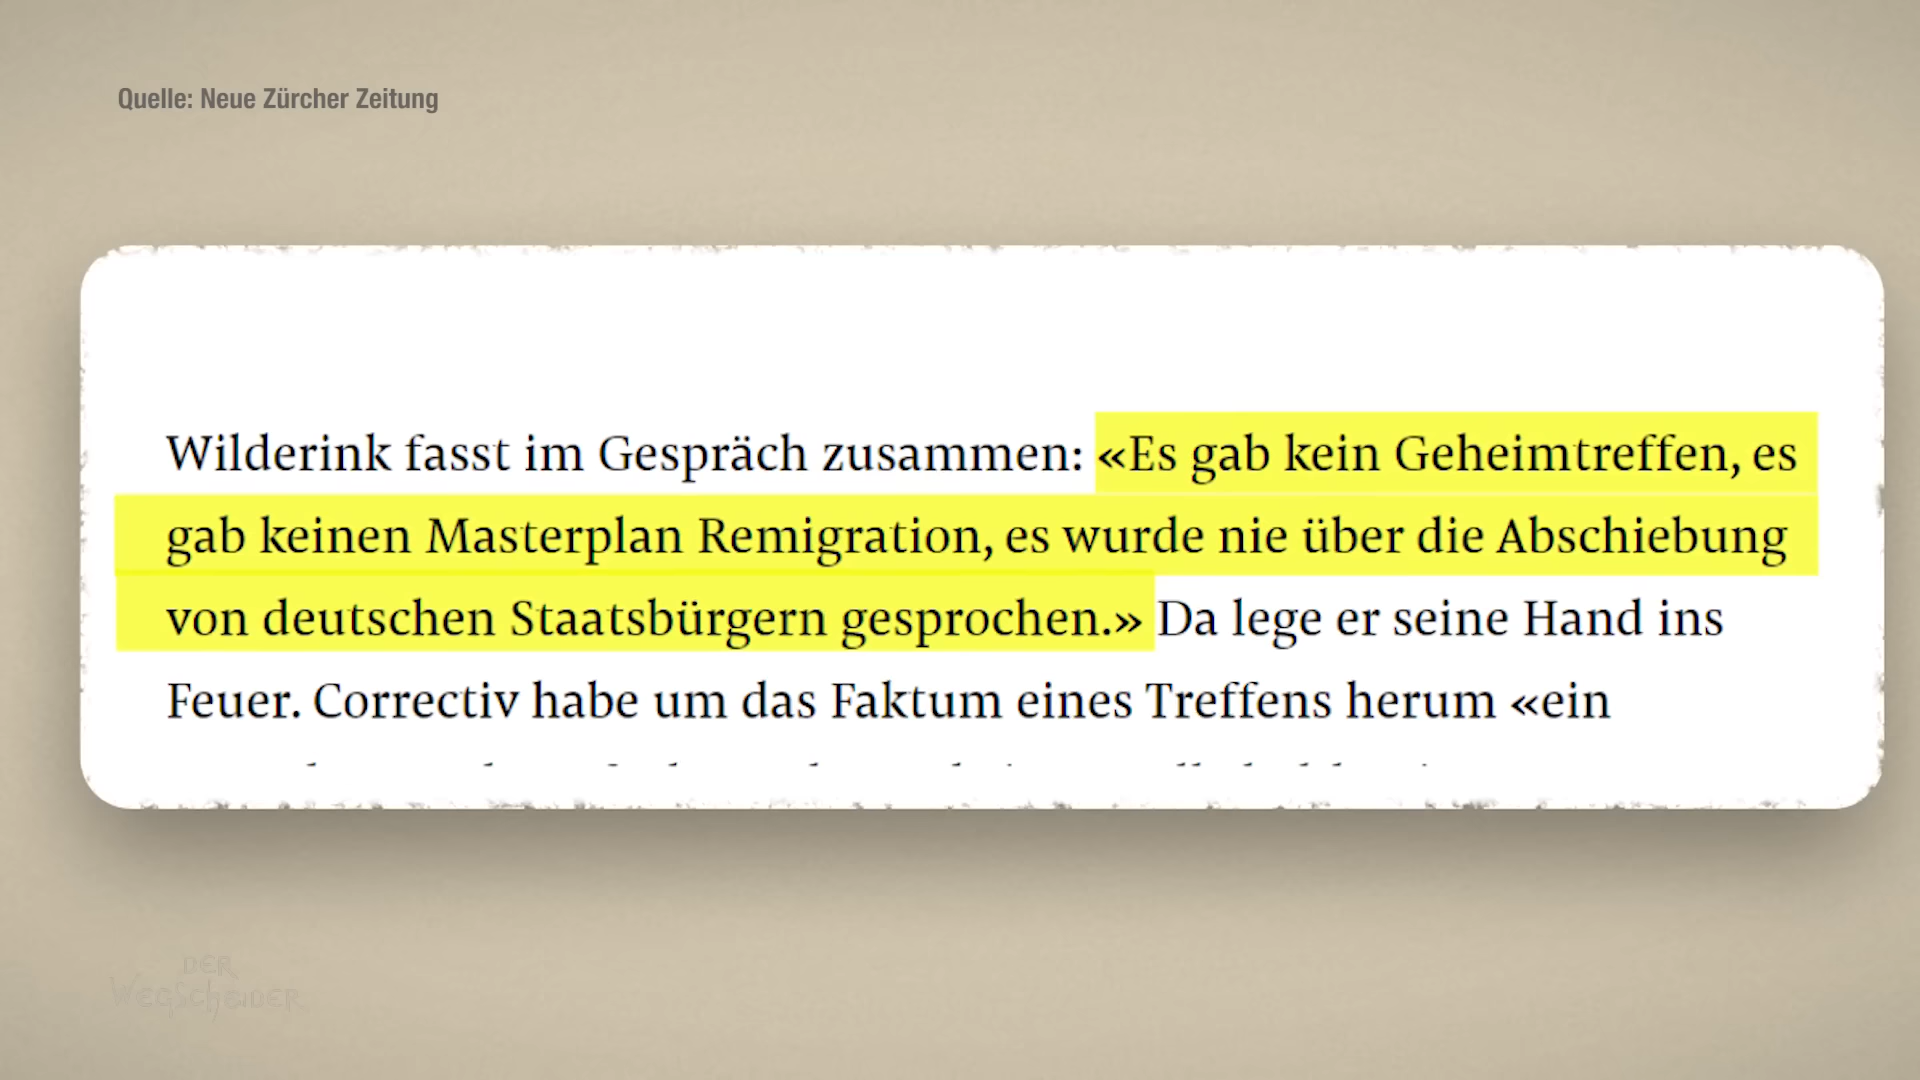 Quelle: Neue Zürcher Zeitung
Wilderink fasst im Gespräch zusammen: «Es gab kein Geheimtreffen, es
gab keinen Masterplan Remigration, es wurde nie über die Abschiebung
von deutschen Staatsbürgern gesprochen.» Da lege er seine Hand ins
Feuer. Correctiv habe um das Faktum eines Treffens herum «ein
DER
WEGSCHEIDER